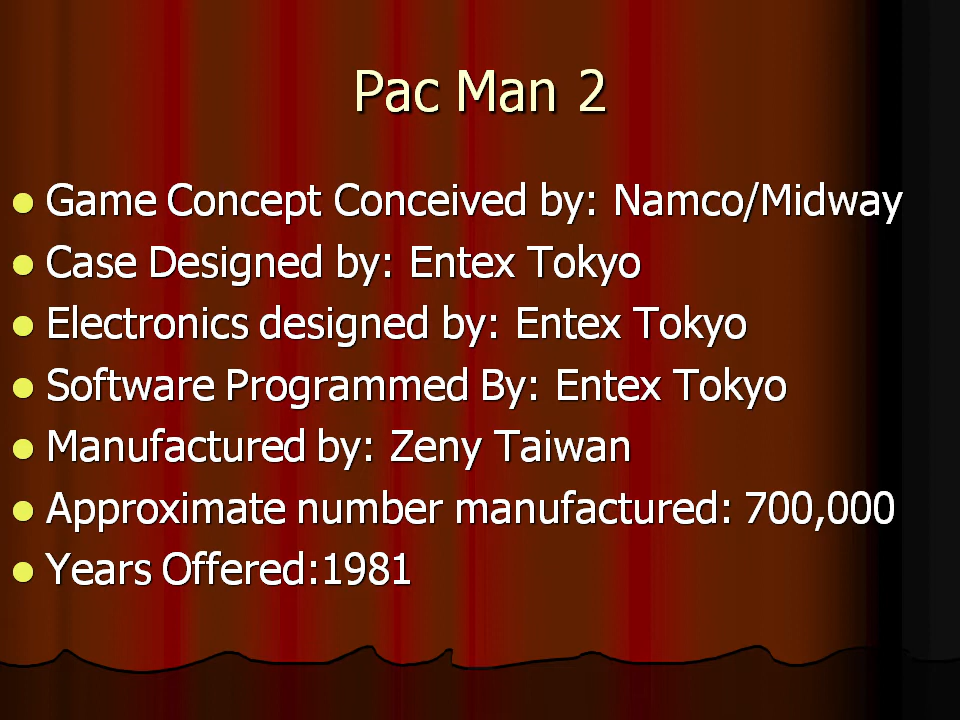 Pac Man 2
Game Concept Conceived by: Namco/Midway
Case Designed by: Entex Tokyo
Electronics designed by: Entex Tokyo
Software Programmed By: Entex Tokyo
Manufactured by: Zeny Taiwan
Approximate number manufactured: 700,000
Years Offered:1981